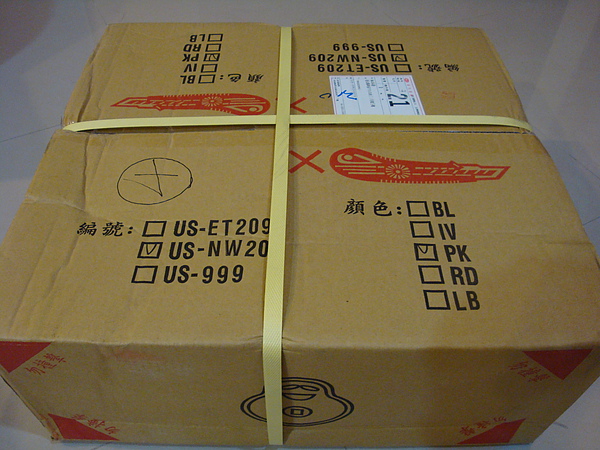 編號:
US-999
US-NW209
US-ET209
顏色:
LB
RD
PK
IV
BL
21
編號:
US-ET209
US-NW20
US-999
顏色:
BL
IV
PK
RD
LB